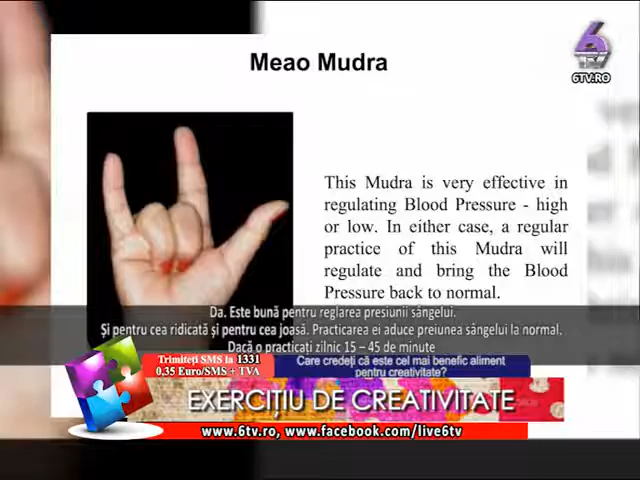 Meao Mudra
6
TV
6TV.RO
This Mudra is very effective in
regulating Blood Pressure - high
or low. In either case, a regular
practice of this Mudra will
regulate and bring the Blood
Pressure back to normal.
Da. Este bună pentru reglarea presiunii sângelui.
Și pentru cea ridicată și pentru cea joasă. Practicarea ei aduce preiunea sângelui la normal.
Dacă o practicați zilnic 15 – 45 de minute
Trimiteți SMS la 1331
0,35 Euro/SMS + TVA
Care credeți că este cel mai benefic aliment
pentru creativitate?
EXERCIȚIU DE CREATIVITATE
www.6tv.ro, www.facebook.com/live6tv